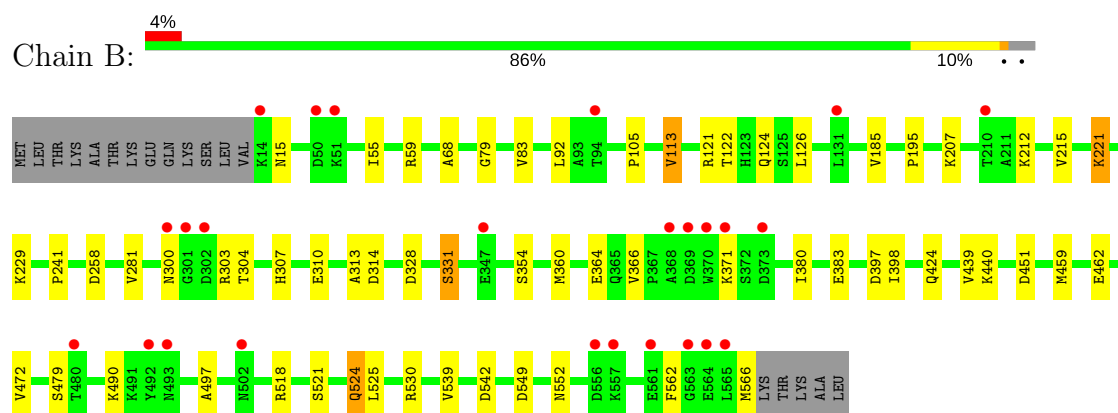 4%
Chain B:
86% 10% • •
MET LEU THR LYS ALA THR LYS GLU GLN LYS SER LEU VAL K14 N15 D50 K51 I55 R59 A68 G79 V83 L92 A93 T94 P105 V113 R121 T122 H123 Q124 S125 L126 L131 V185 P195 K207 T210 A211 K212 V215 K221
K229 P241 D258 V281 N300 G301 D302 R303 T304 H307 E310 A313 D314 D328 S331 E347 S354 M360 E364 Q365 V366 P367 A368 D369 W370 K371 S372 D373 I380 E383 D397 I398 Q424 V439 K440 D451 M459 E462
V472 S479 T480 K490 K491 Y492 N493 A497 N502 R518 S521 Q524 L525 R530 V539 D542 D549 N552 D556 K557 E561 F562 G563 E564 L565 M566 LYS THR LYS ALA LEU